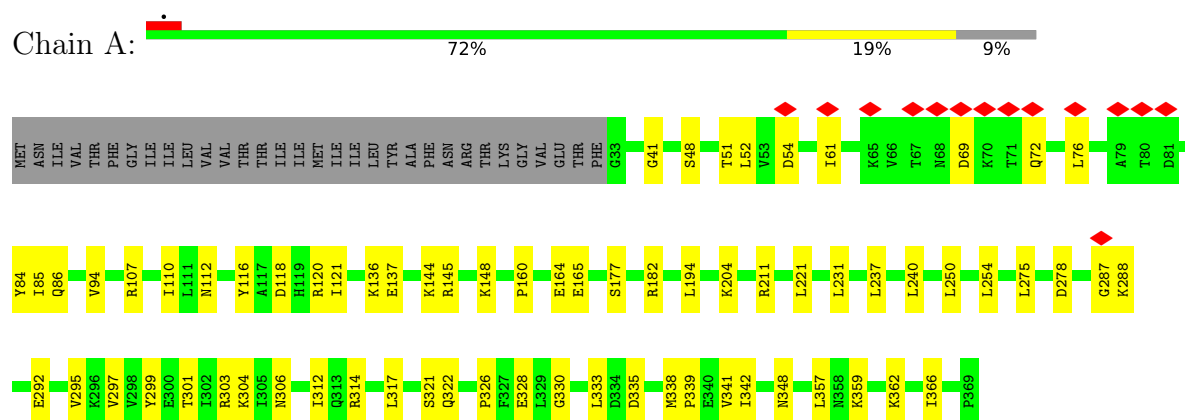 Chain A:
72% 19% 9%
MET ASN ILE VAL THR PHE GLY ILE ILE LEU VAL VAL THR THR ILE ILE MET ILE ILE LEU TYR ALA PHE ASN ARG THR LYS GLY VAL GLU THR PHE G33 G41 S48 T51 L52 V53 D54 I61 K65 V66 T67 N68 D69 K70 T71 Q72 L76 A79 T80 D81
Y84 I85 Q86 V94 R107 I110 L111 N112 Y116 A117 D118 H119 R120 I121 K136 E137 K144 R145 K148 P160 E164 E165 S177 R182 L194 K204 R211 L221 L231 L237 L240 L250 L254 L275 D278 G287 K288
E292 V295 K296 V297 V298 Y299 E300 T301 I302 R303 K304 I305 N306 I312 Q313 R314 L317 S321 Q322 P326 F327 E328 L329 G330 L333 D334 D335 M338 P339 E340 V341 I342 N348 L357 N358 K359 K362 I366 P369